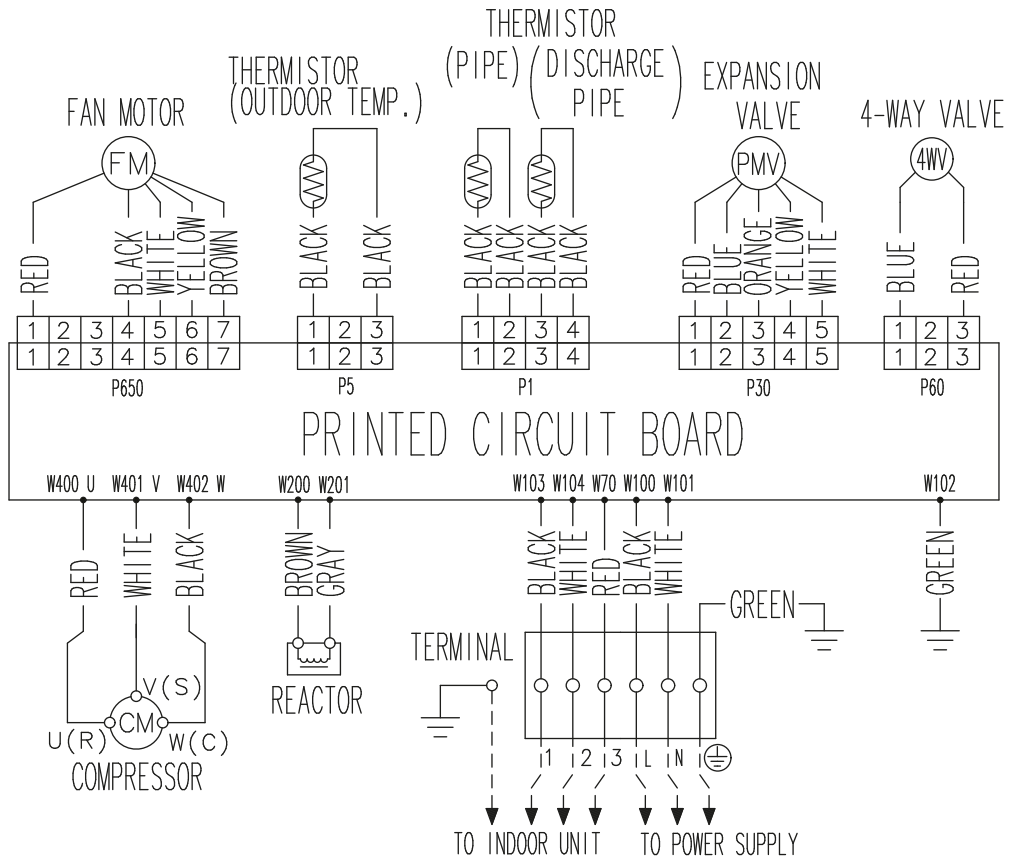 THERMISTOR
(PIPE) (DISCHARGE PIPE)
THERMISTOR
(OUTDOOR TEMP.)
EXPANSION
VALVE
FAN MOTOR
4-WAY VALVE
FM
PMV
4WV
RED BLACK WHITE YELLOW BROWN
BLACK BLACK
BLACK BLACK BLACK BLACK
RED BLUE ORANGE YELLOW WHITE
BLUE RED
1 2 3 4 5 6 7
1 2 3
1 2 3 4
1 2 3 4 5
1 2 3
1 2 3 4 5 6 7
1 2 3
1 2 3 4
1 2 3 4 5
1 2 3
P650
P5
P1
P30
P60
PRINTED CIRCUIT BOARD
W400 U W401 V W402 W
W200 W201
W103 W104 W70 W100 W101
W102
RED WHITE BLACK
BROWN GRAY
BLACK WHITE RED BLACK WHITE
GREEN
GREEN
TERMINAL
REACTOR
V(S)
CM
U(R)
W(C)
COMPRESSOR
1 2 3 L N
TO INDOOR UNIT
TO POWER SUPPLY